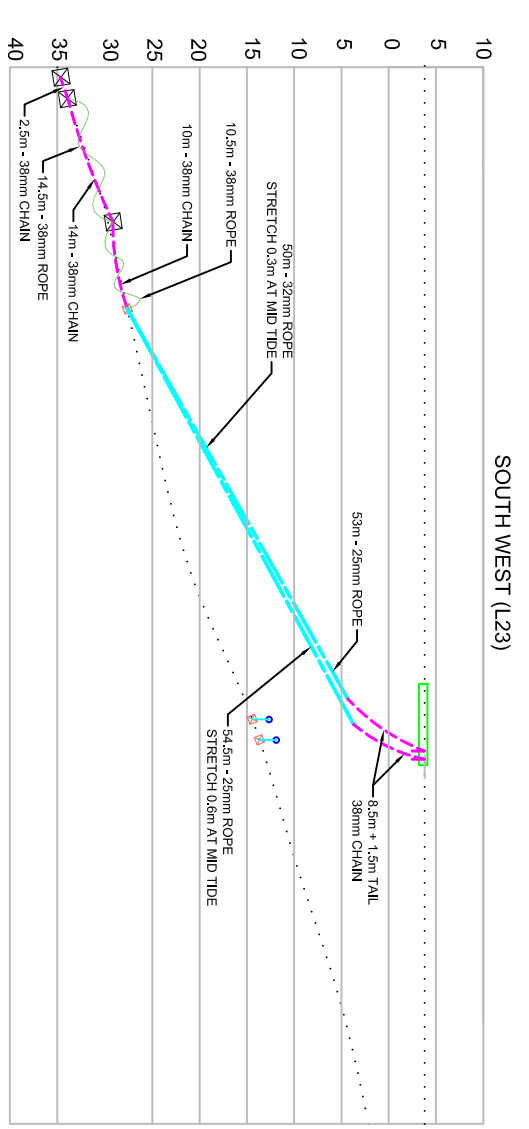 SOUTH WEST (L23)
10
5
0
5
10
15
20
25
30
35
40
10.5m - 38mm ROPE
10m - 38mm CHAIN
14m - 38mm CHAIN
14.5m - 38mm ROPE
2.5m - 38mm CHAIN
50m - 32mm ROPE
STRETCH 0.3m AT MID TIDE
53m - 25mm ROPE
54.5m - 25mm ROPE
STRETCH 0.6m AT MID TIDE
8.5m + 1.5m TAIL
38mm CHAIN